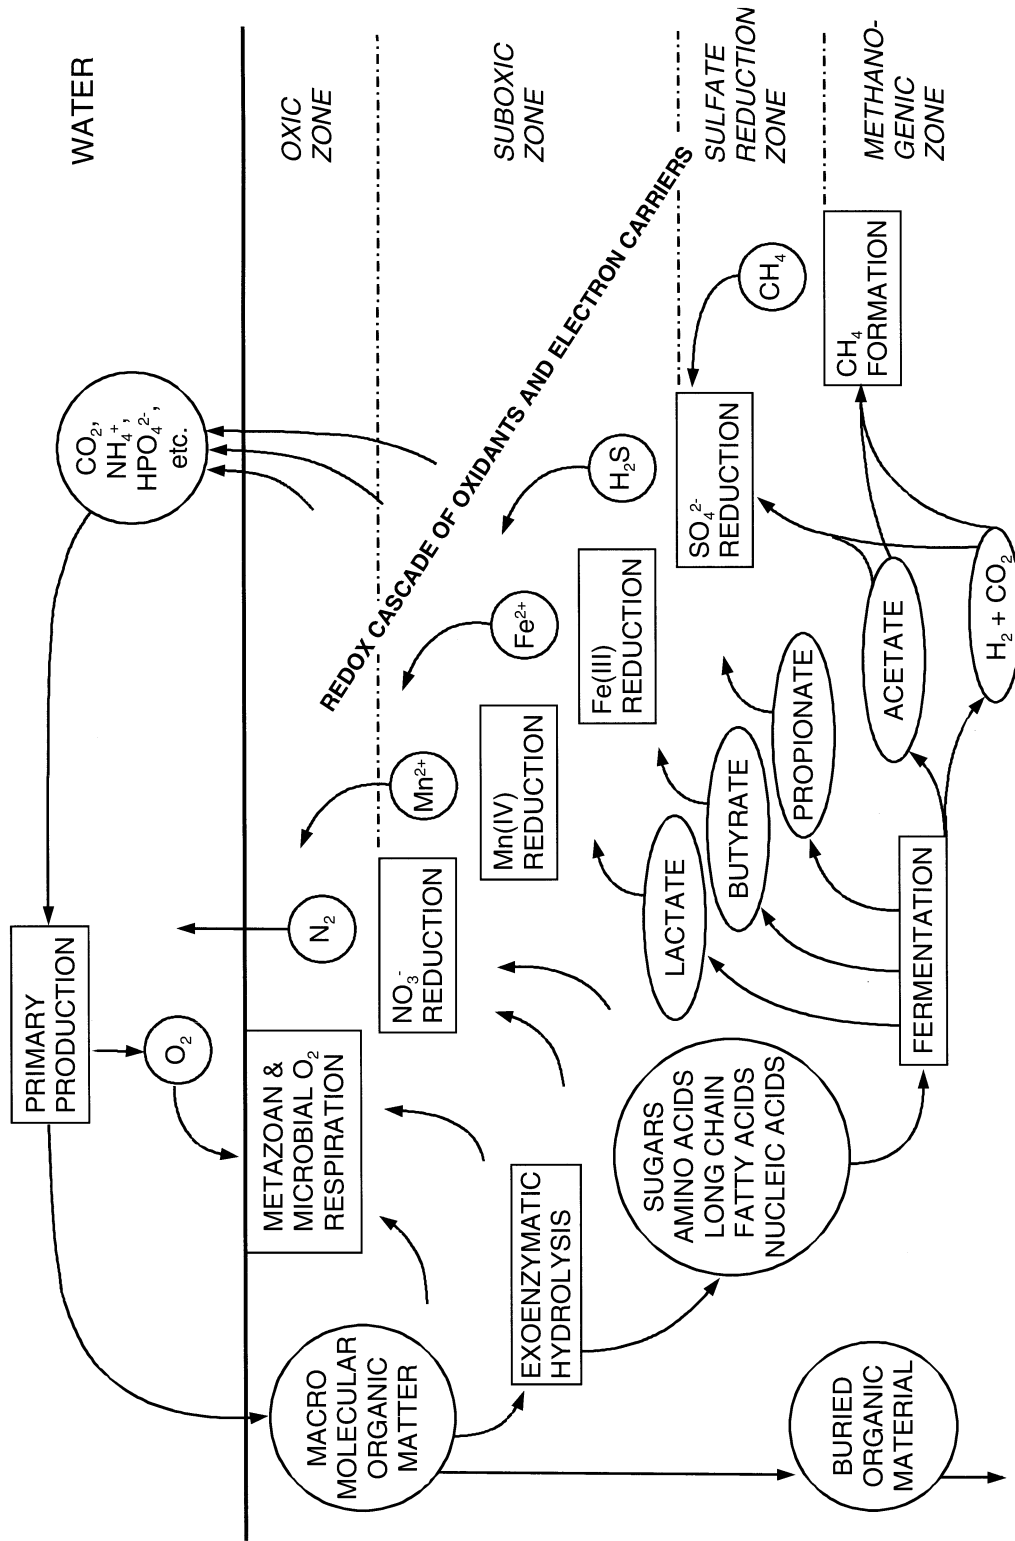 WATER
OXIC
ZONE
SUBOXIC
ZONE
SULFATE
REDUCTION
ZONE
METHANO-
GENIC
ZONE
PRIMARY
PRODUCTION
O₂
CO₂,
NH₄⁺,
HPO₄²⁻,
etc.
METAZOAN &
MICROBIAL O₂
RESPIRATION
N₂
NO₃⁻
REDUCTION
Mn²⁺
Mn(IV)
REDUCTION
Fe²⁺
Fe(III)
REDUCTION
H₂S
SO₄²⁻
REDUCTION
CH₄
CH₄
FORMATION
REDOX CASCADE OF OXIDANTS AND ELECTRON CARRIERS
MACRO
MOLECULAR
ORGANIC
MATTER
EXOENZYMATIC
HYDROLYSIS
SUGARS
AMINO ACIDS
LONG CHAIN
FATTY ACIDS
NUCLEIC ACIDS
LACTATE
BUTYRATE
PROPIONATE
ACETATE
H₂ + CO₂
FERMENTATION
BURIED
ORGANIC
MATERIAL